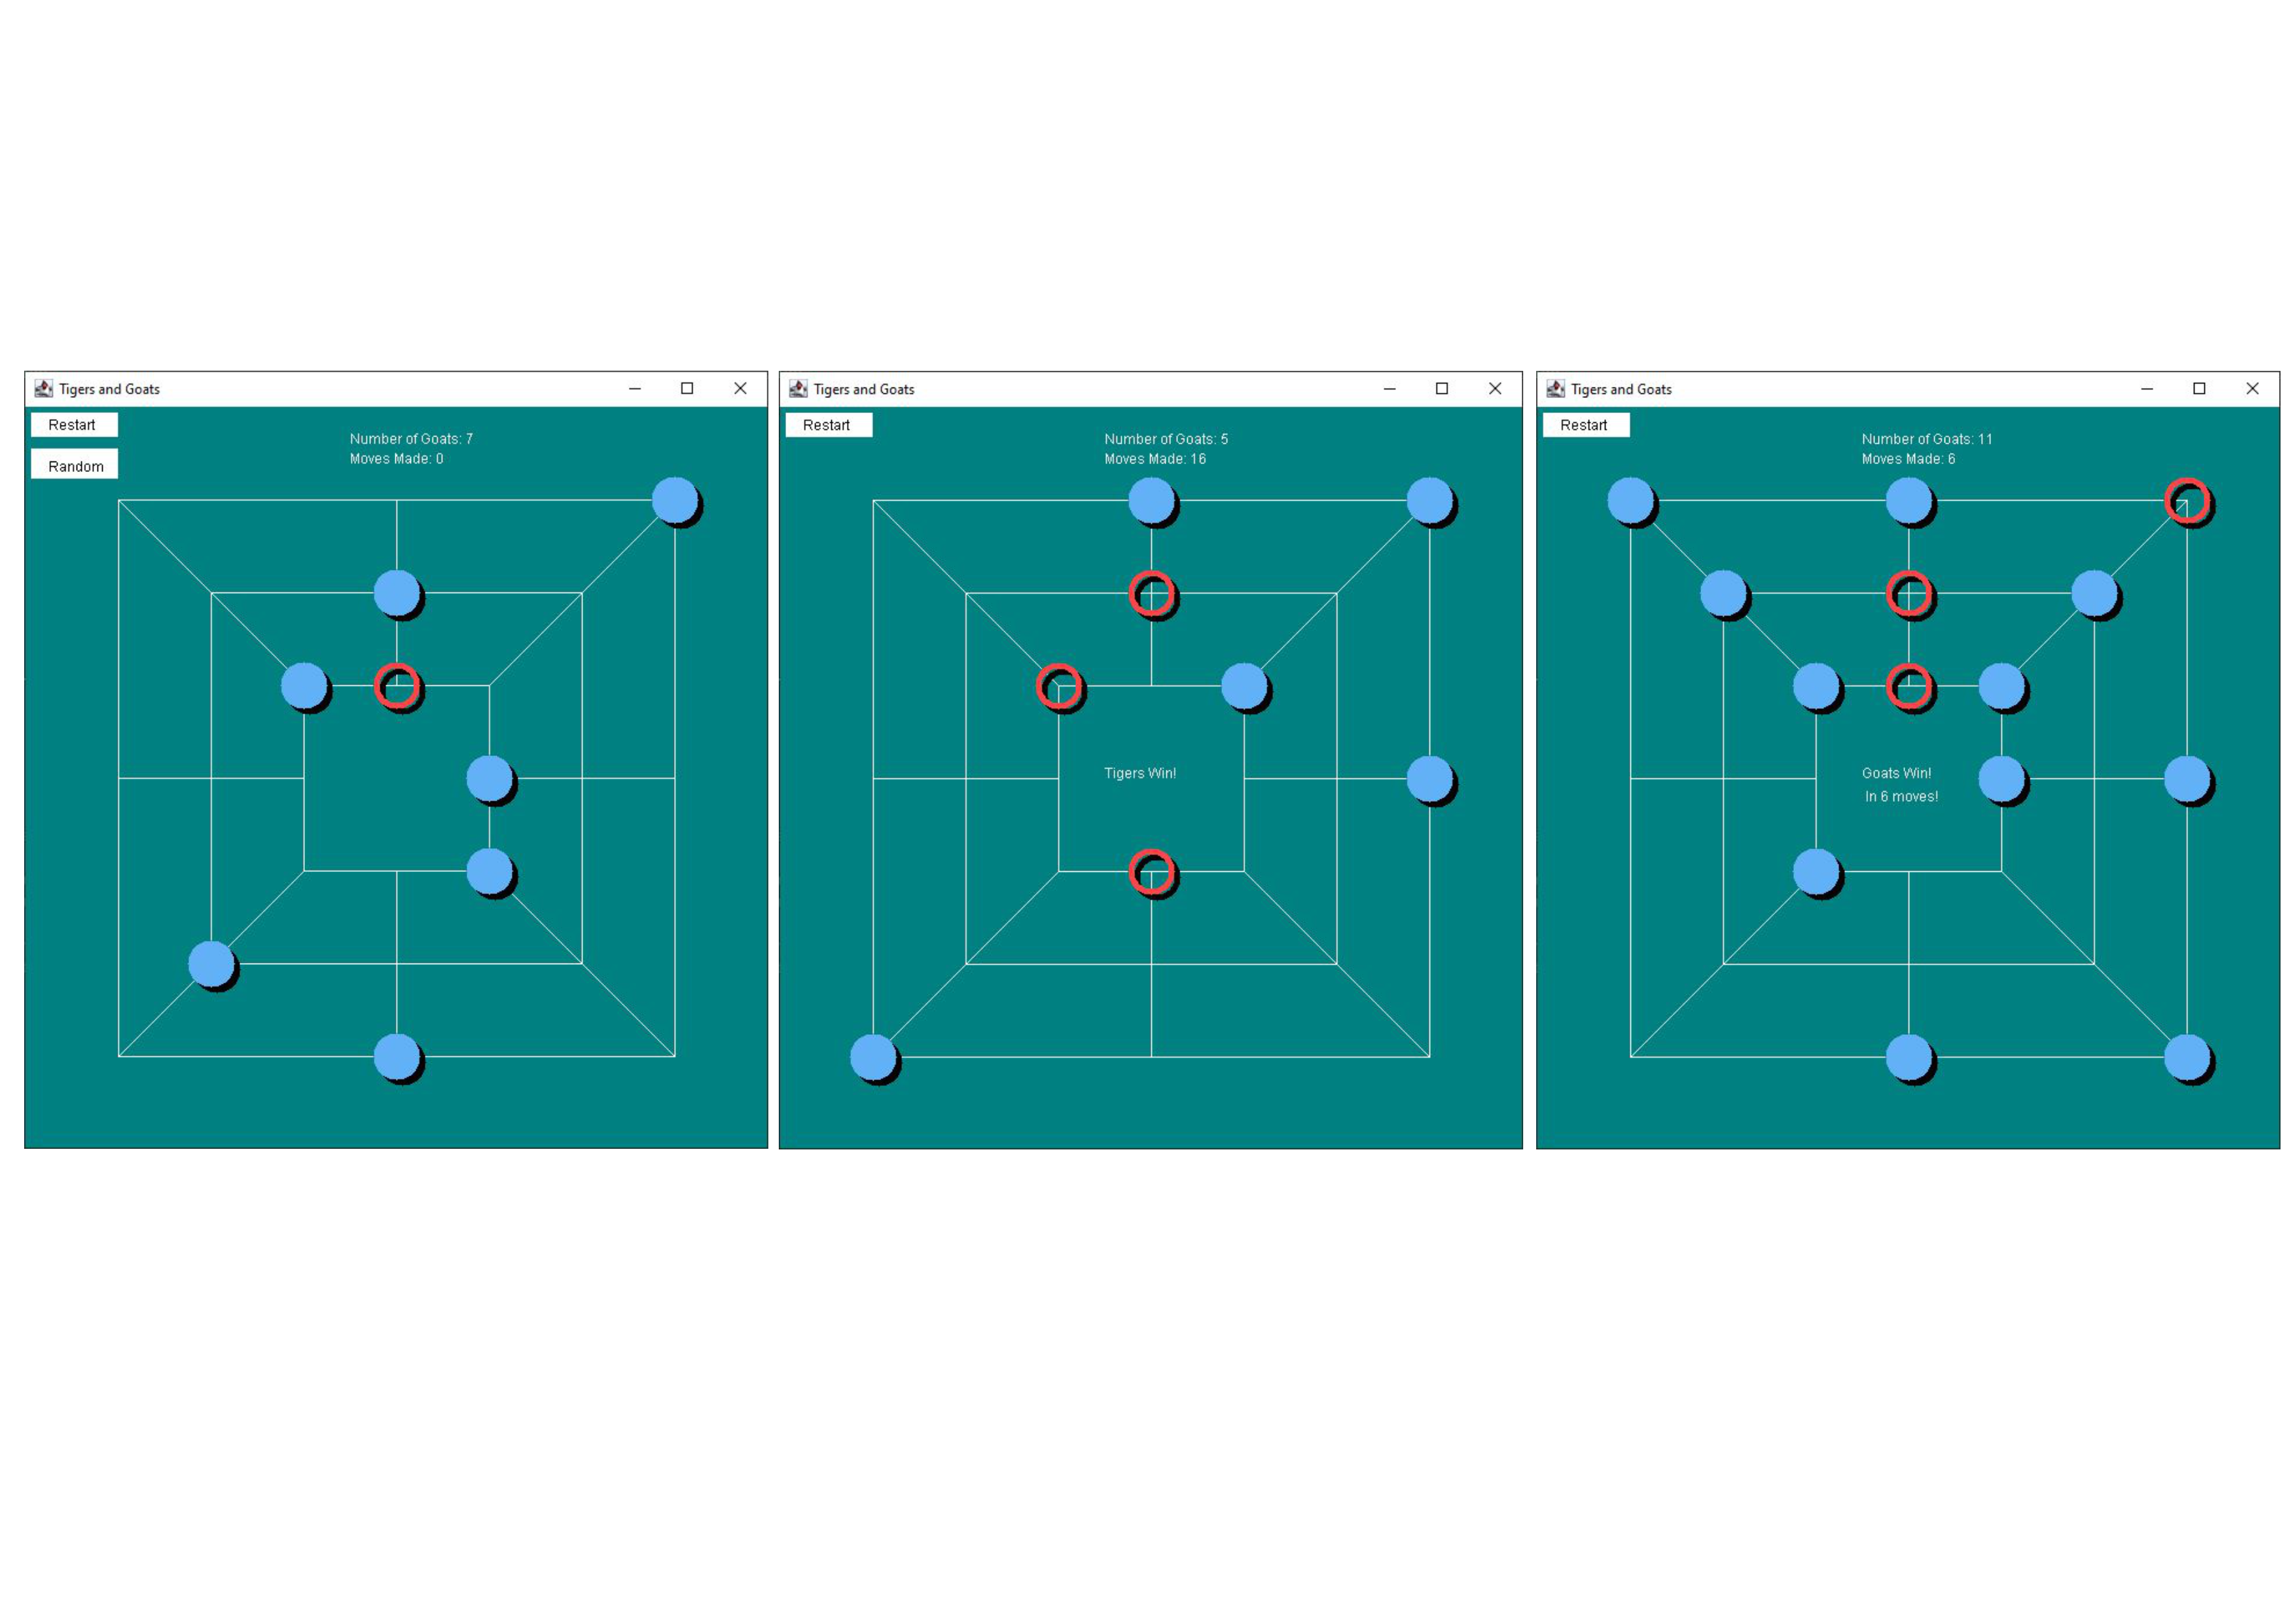 Tigers and Goats
Restart
Random
Number of Goats: 7
Moves Made: 0
Tigers and Goats
Restart
Number of Goats: 5
Moves Made: 16
Tigers Win!
Tigers and Goats
Restart
Number of Goats: 11
Moves Made: 6
Goats Win!
In 6 moves!